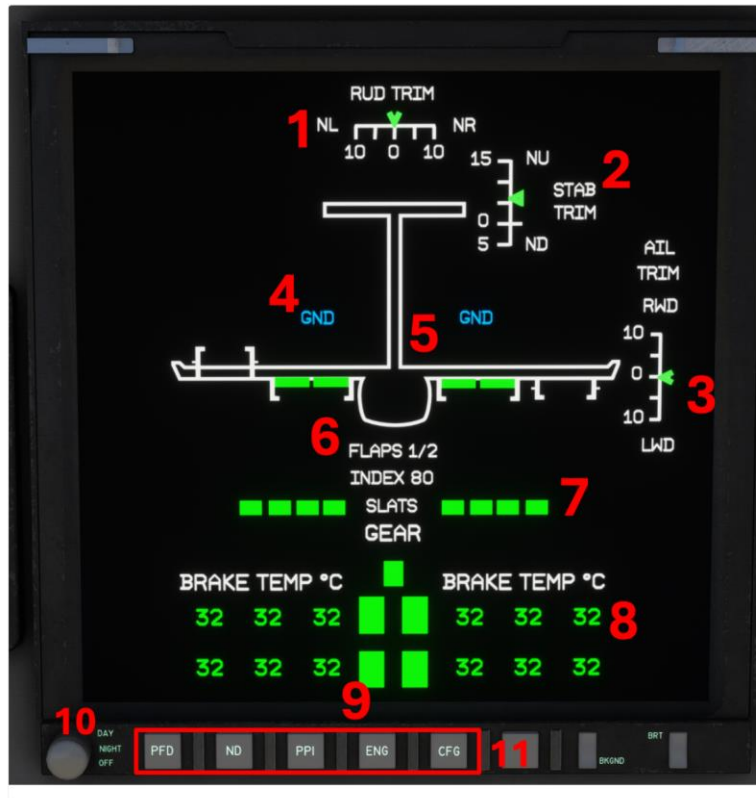 RUD TRIM
1 NL NR
10 0 10
15 NU
2
STAB
TRIM
0
5 ND
AIL
TRIM
RWD
10
0
3
10
LWD
4 GND GND
5
6
FLAPS 1/2
INDEX 80
SLATS 7
GEAR
BRAKE TEMP °C BRAKE TEMP °C
32 32 32 32 32 32 8
32 32 32 32 32 32
9
10
DAY
NIGHT
OFF
PFD ND PPI ENG CFG 11
BKGND
BRT